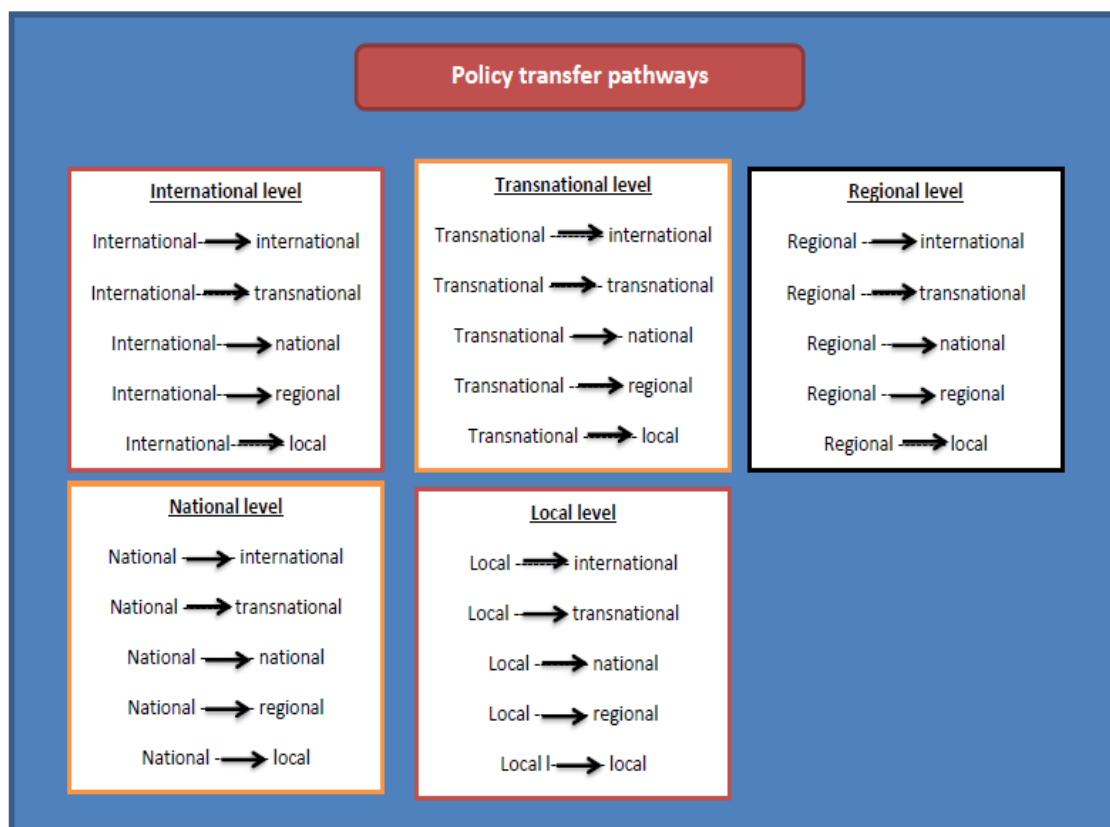 Policy transfer pathways
International level
International- international
International- transnational
International-- national
International-- regional
International- local
Transnational level
Transnational - international
Transnational - - transnational
Transnational - national
Transnational - regional
Transnational - - local
Regional level
Regional -- international
Regional -- transnational
Regional -- national
Regional -- regional
Regional - local
National level
National - - international
National - transnational
National - national
National - regional
National - local
Local level
Local -- international
Local -- transnational
Local - national
Local -- regional
Local l- local